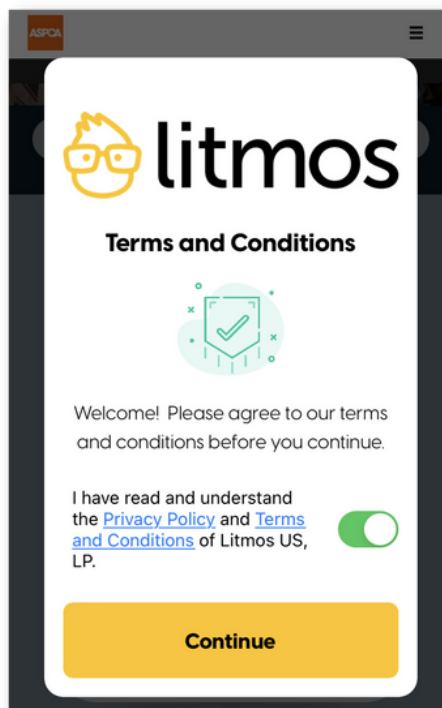 ASPCA
litmos
Terms and Conditions
Welcome! Please agree to our terms
and conditions before you continue.
I have read and understand
the Privacy Policy and Terms
and Conditions of Litmos US,
LP.
Continue